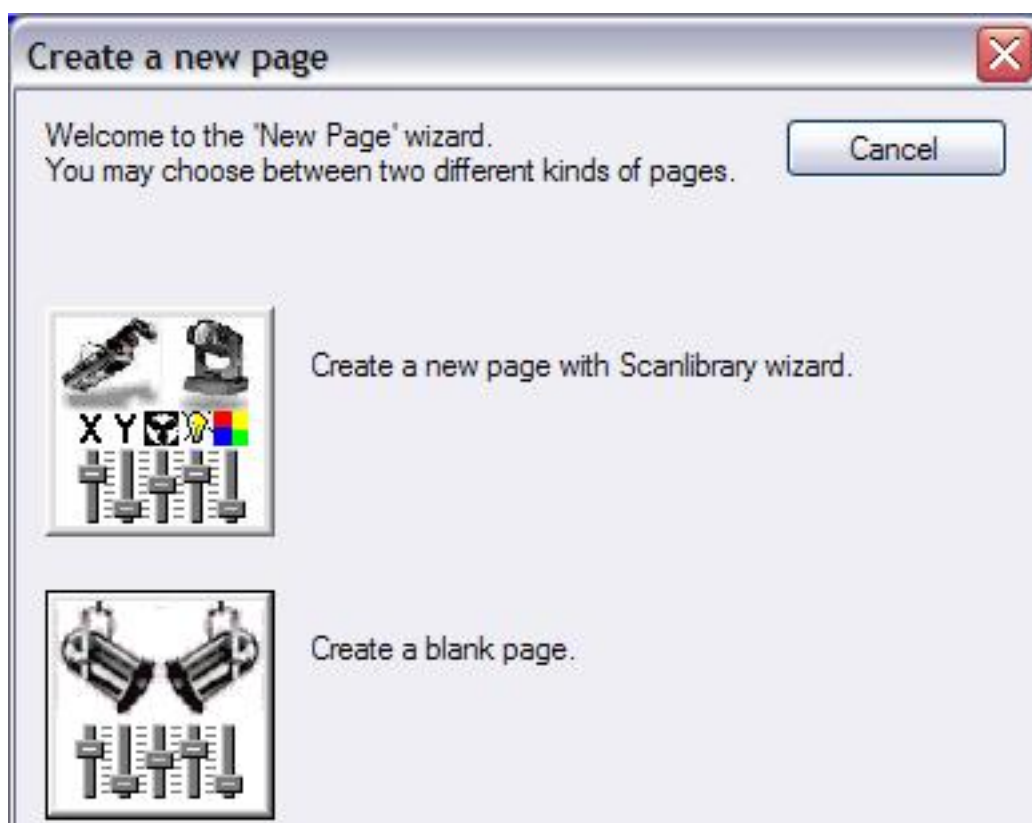 Create a new page
Welcome to the "New Page" wizard.
Cancel
You may choose between two different kinds of pages.
Create a new page with Scanlibrary wizard.
X Y
Create a blank page.